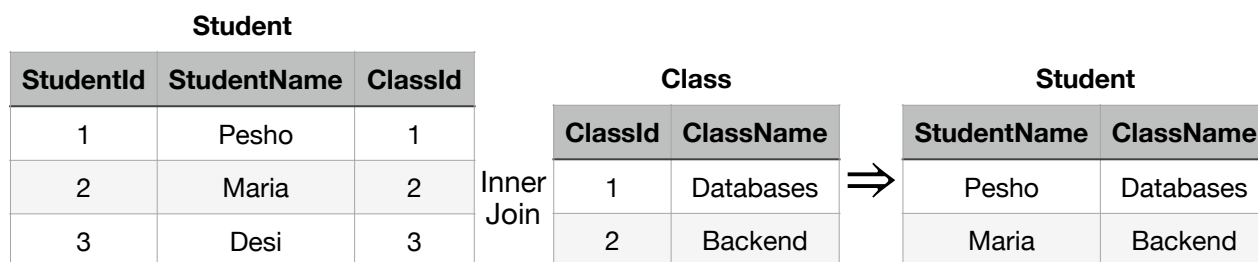 Student
StudentId StudentName ClassId
1 Pesho 1
2 Maria 2
3 Desi 3
Inner
Join
Class
ClassId ClassName
1 Databases
2 Backend
⇒
Student
StudentName ClassName
Pesho Databases
Maria Backend